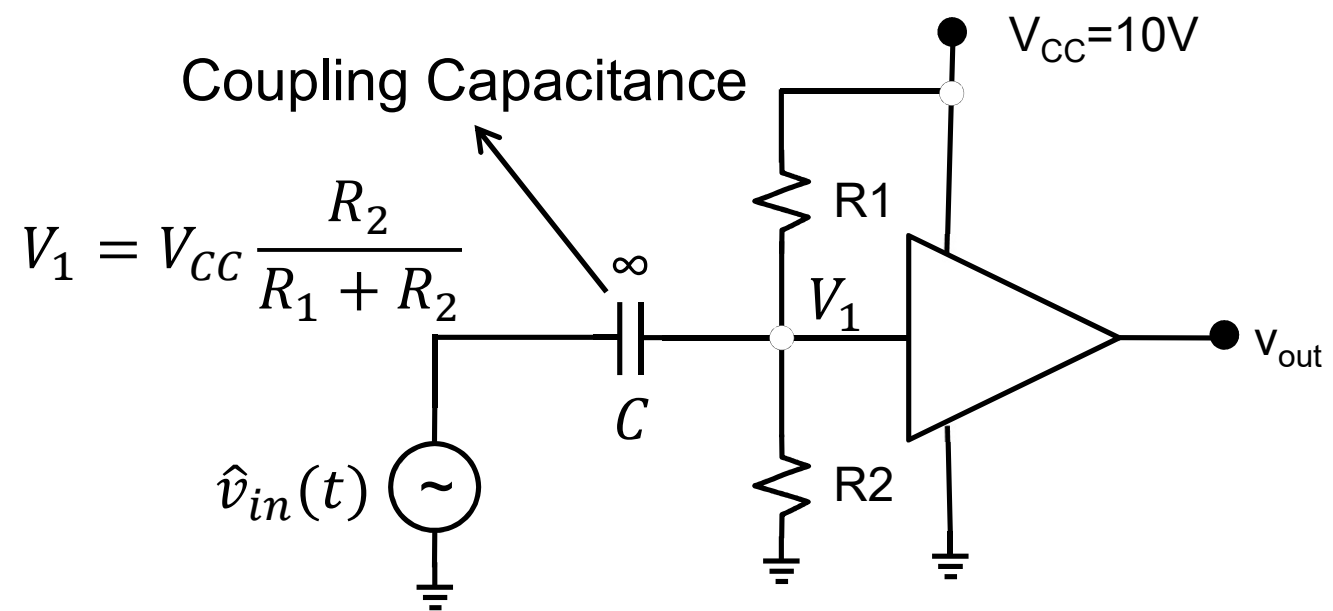 V_CC=10V
Coupling Capacitance
R1
V_1 = V_CC R_2 / (R_1 + R_2)
∞
V_1
v_out
C
v̂_in(t)
~
R2